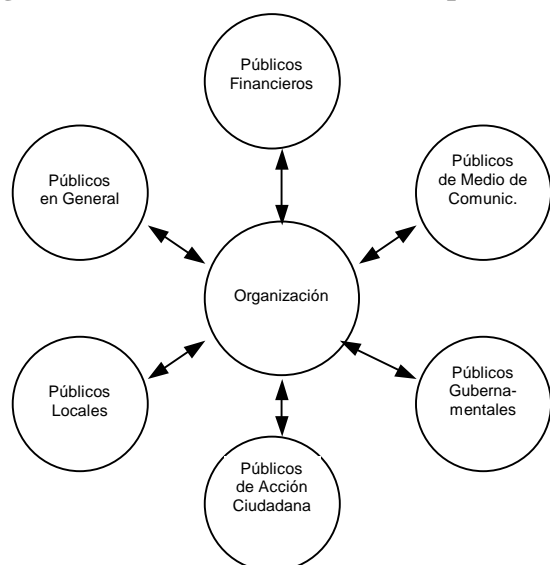 Públicos
Financieros
Públicos
en General
Públicos
de Medio de
Comunic.
Organización
Públicos
Locales
Públicos
Guberna-
mentales
Públicos
de Acción
Ciudadana